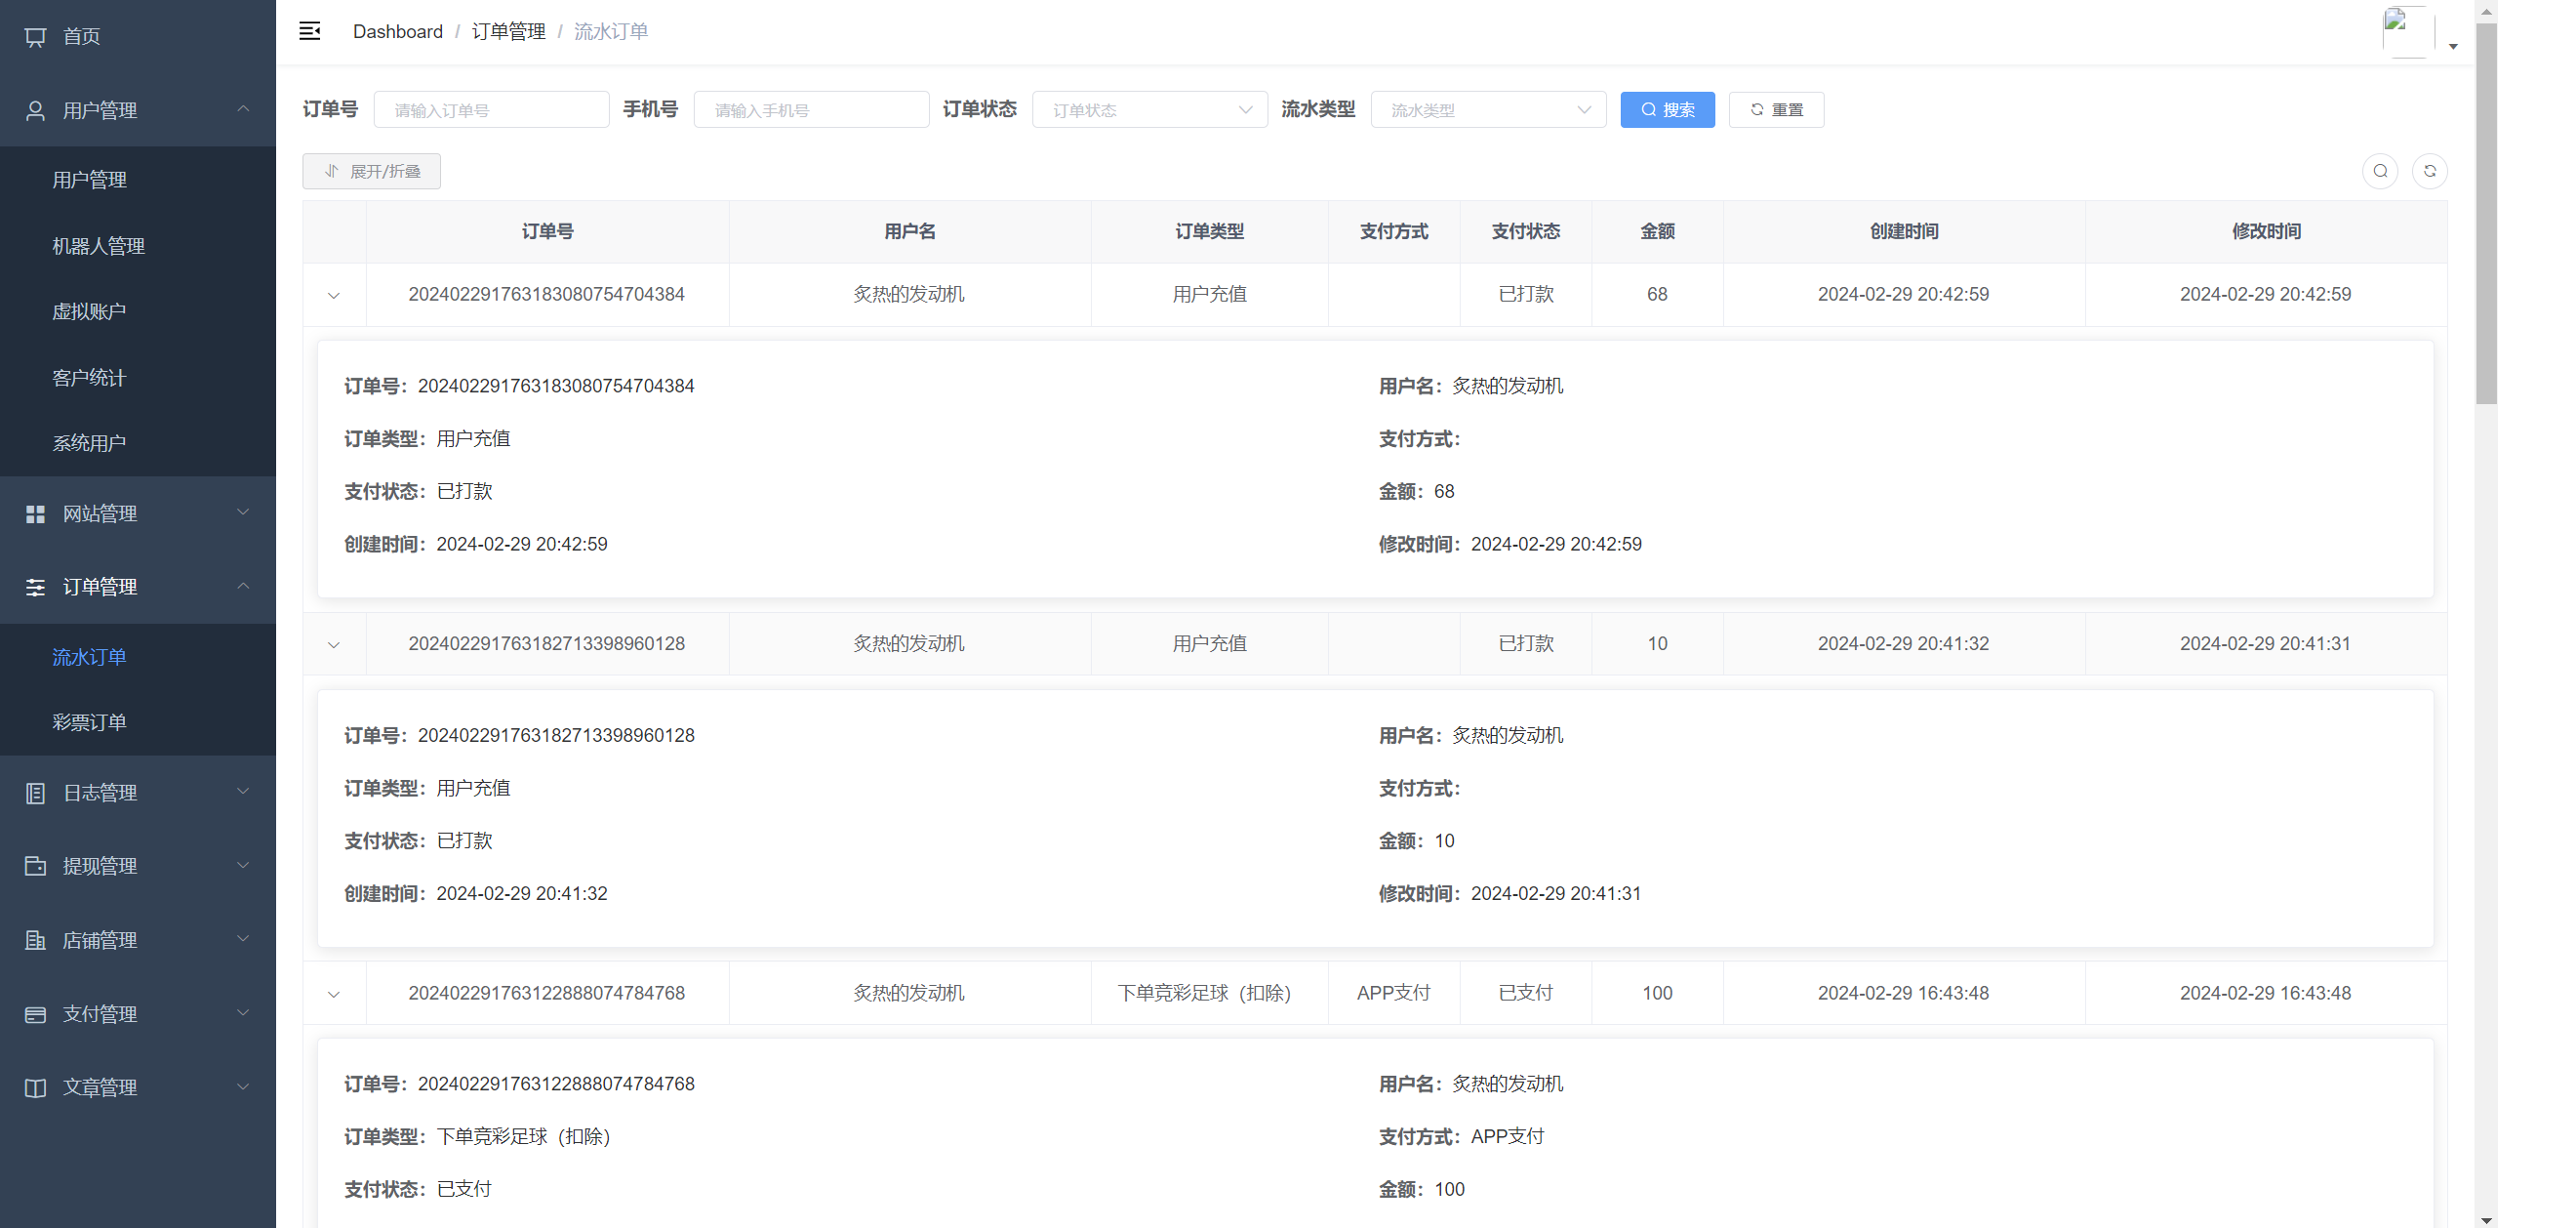 首页
用户管理
用户管理
机器人管理
虚拟账户
客户统计
系统用户
网站管理
订单管理
流水订单
彩票订单
日志管理
提现管理
店铺管理
支付管理
文章管理
Dashboard / 订单管理 / 流水订单
订单号 请输入订单号 手机号 请输入手机号 订单状态 订单状态 流水类型 流水类型 搜索 重置
展开/折叠
订单号 用户名 订单类型 支付方式 支付状态 金额 创建时间 修改时间
202402291763183080754704384 炙热的发动机 用户充值 已打款 68 2024-02-29 20:42:59 2024-02-29 20:42:59
订单号：202402291763183080754704384 用户名：炙热的发动机
订单类型：用户充值 支付方式：
支付状态：已打款 金额：68
创建时间：2024-02-29 20:42:59 修改时间：2024-02-29 20:42:59
202402291763182713398960128 炙热的发动机 用户充值 已打款 10 2024-02-29 20:41:32 2024-02-29 20:41:31
订单号：202402291763182713398960128 用户名：炙热的发动机
订单类型：用户充值 支付方式：
支付状态：已打款 金额：10
创建时间：2024-02-29 20:41:32 修改时间：2024-02-29 20:41:31
202402291763122888074784768 炙热的发动机 下单竞彩足球（扣除） APP支付 已支付 100 2024-02-29 16:43:48 2024-02-29 16:43:48
订单号：202402291763122888074784768 用户名：炙热的发动机
订单类型：下单竞彩足球（扣除） 支付方式：APP支付
支付状态：已支付 金额：100